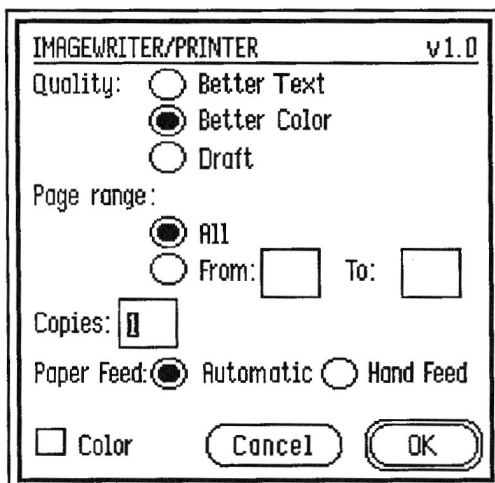 IMAGEWRITER/PRINTER v1.0
Quality: Better Text
Better Color
Draft
Page range:
All
From: To:
Copies: 1
Paper Feed: Automatic Hand Feed
Color Cancel OK